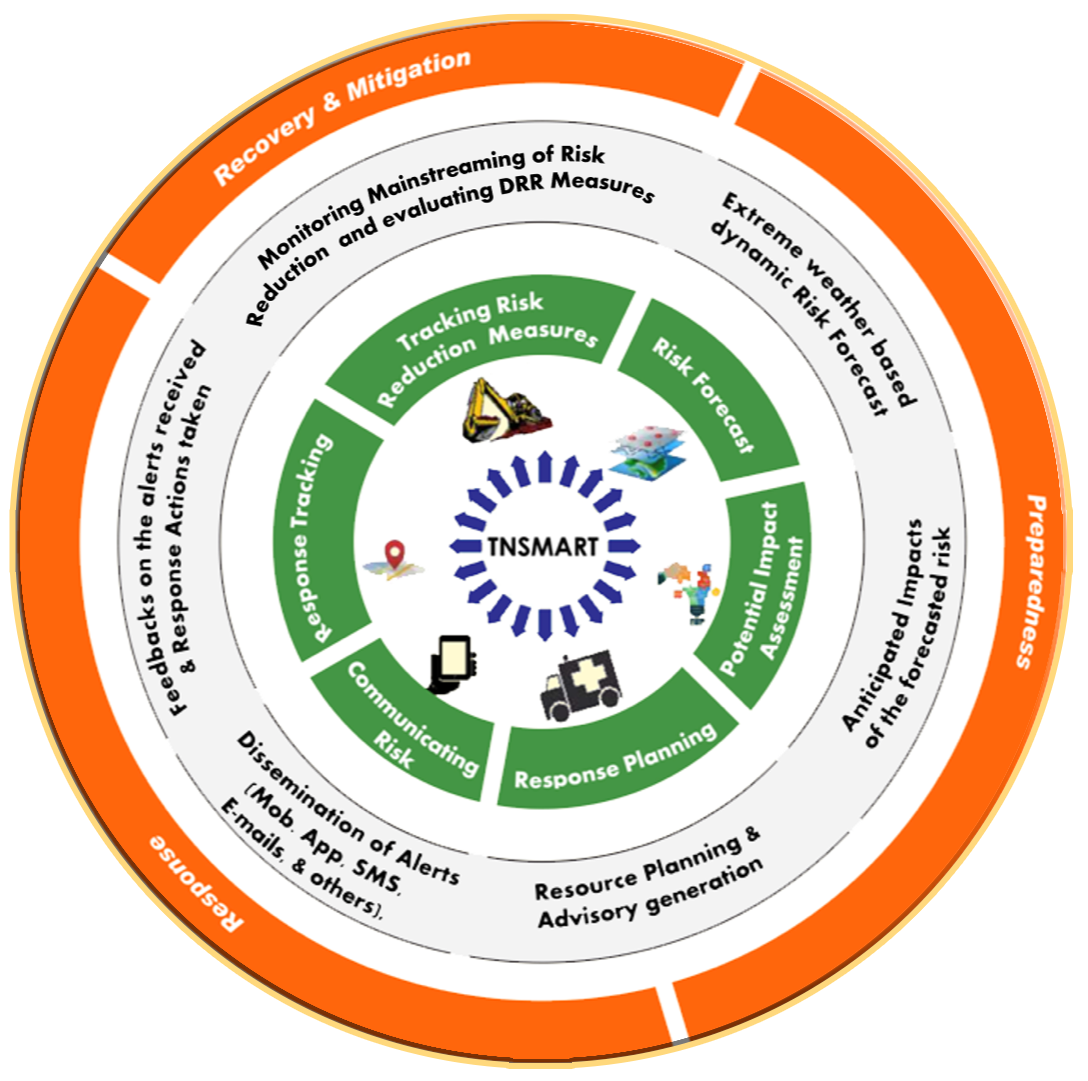 Recovery & Mitigation
Preparedness
Response
Monitoring Mainstreaming of Risk
Reduction and evaluating DRR Measures
Extreme weather based
dynamic Risk Forecast
Anticipated Impacts
of the forecasted risk
Resource Planning &
Advisory generation
Dissemination of Alerts
(Mob. App, SMS,
E-mails, & others).
Feedbacks on the alerts received
& Response Actions taken
Tracking Risk
Reduction Measures
Risk Forecast
Potential Impact
Assessment
Response Planning
Communicating
Risk
Response Tracking
TNSMART